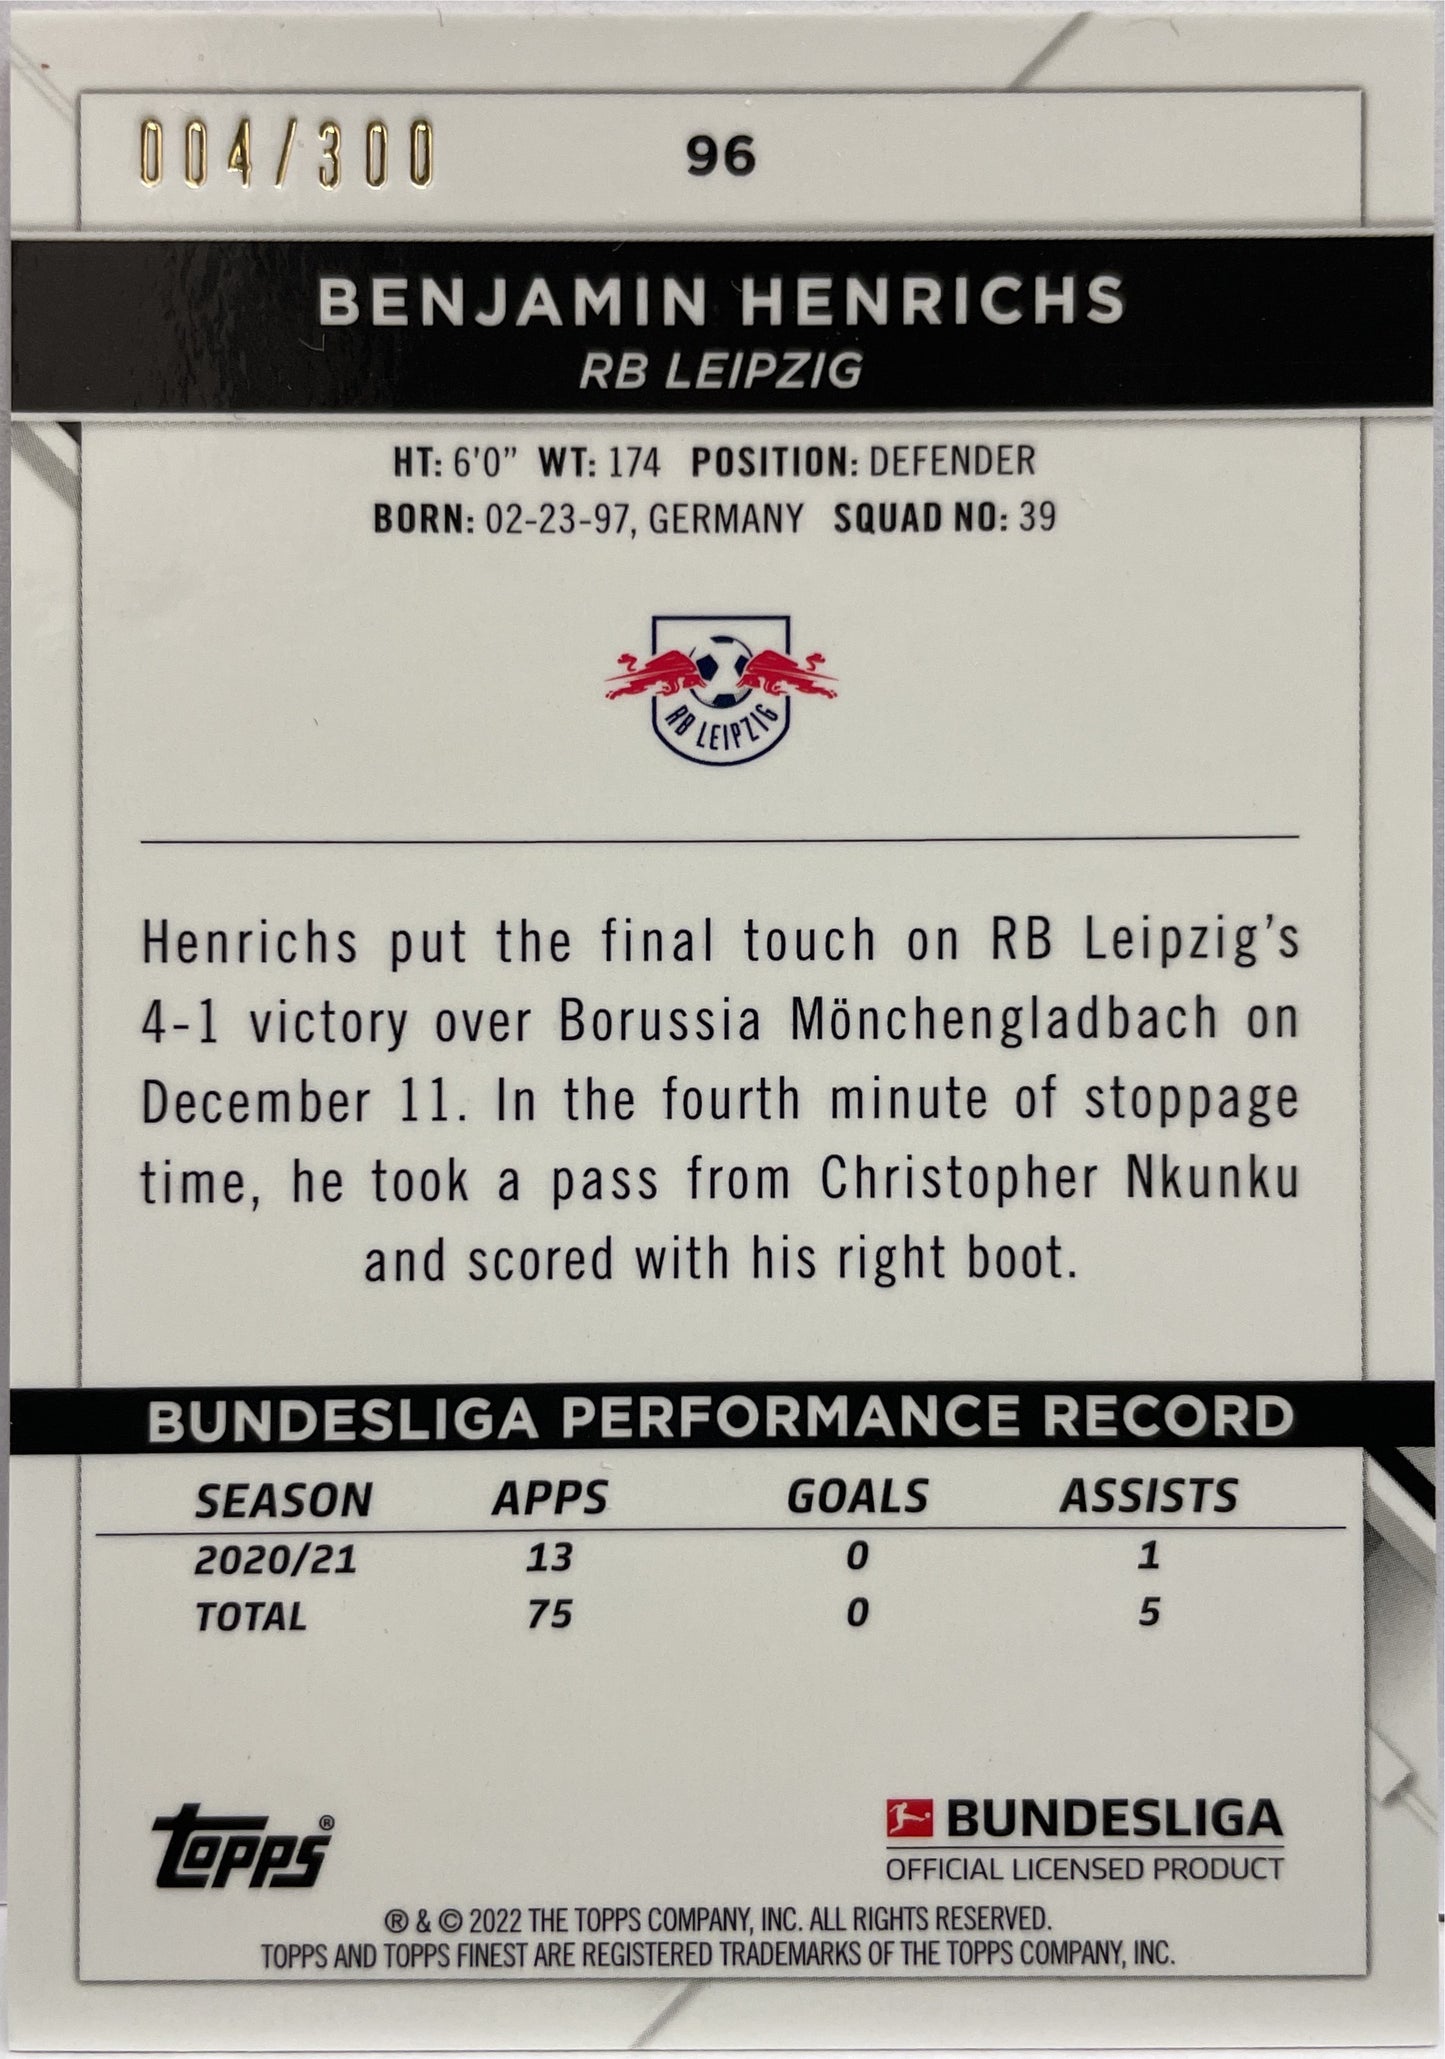 004/300 96
BENJAMIN HENRICHS
RB LEIPZIG
HT: 6'0” WT: 174 POSITION: DEFENDER
BORN: 02-23-97, GERMANY SQUAD NO: 39
RB LEIPZIG
Henrichs put the final touch on RB Leipzig’s
4-1 victory over Borussia Mönchengladbach on
December 11. In the fourth minute of stoppage
time, he took a pass from Christopher Nkunku
and scored with his right boot.
BUNDESLIGA PERFORMANCE RECORD
SEASON APPS GOALS ASSISTS
2020/21 13 0 1
TOTAL 75 0 5
topps®
BUNDESLIGA
OFFICIAL LICENSED PRODUCT
® & © 2022 THE TOPPS COMPANY, INC. ALL RIGHTS RESERVED.
TOPPS AND TOPPS FINEST ARE REGISTERED TRADEMARKS OF THE TOPPS COMPANY, INC.